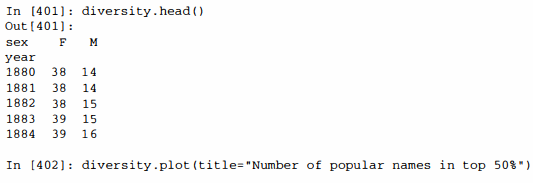 In [401]: diversity.head()
Out[401]:
sex    F   M
year
1880  38  14
1881  38  14
1882  38  15
1883  39  15
1884  39  16
In [402]: diversity.plot(title="Number of popular names in top 50%")